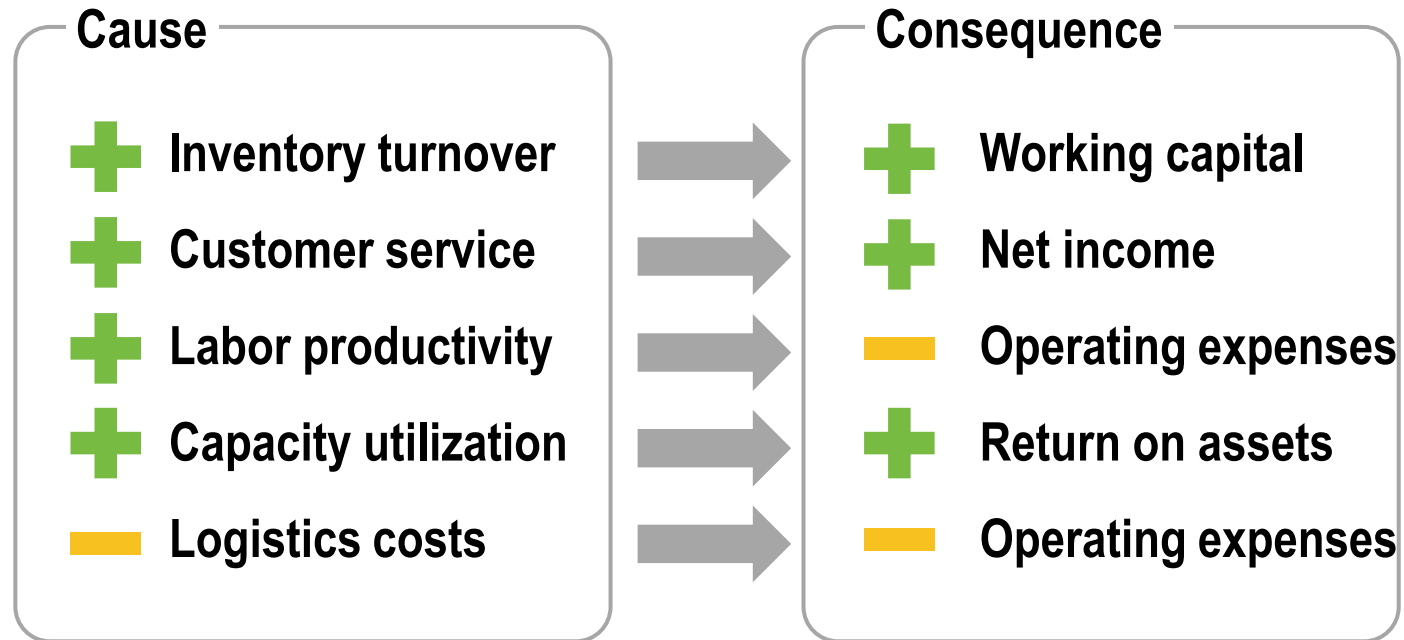 Cause
Consequence
Inventory turnover
Working capital
Customer service
Net income
Labor productivity
Operating expenses
Capacity utilization
Return on assets
Logistics costs
Operating expenses